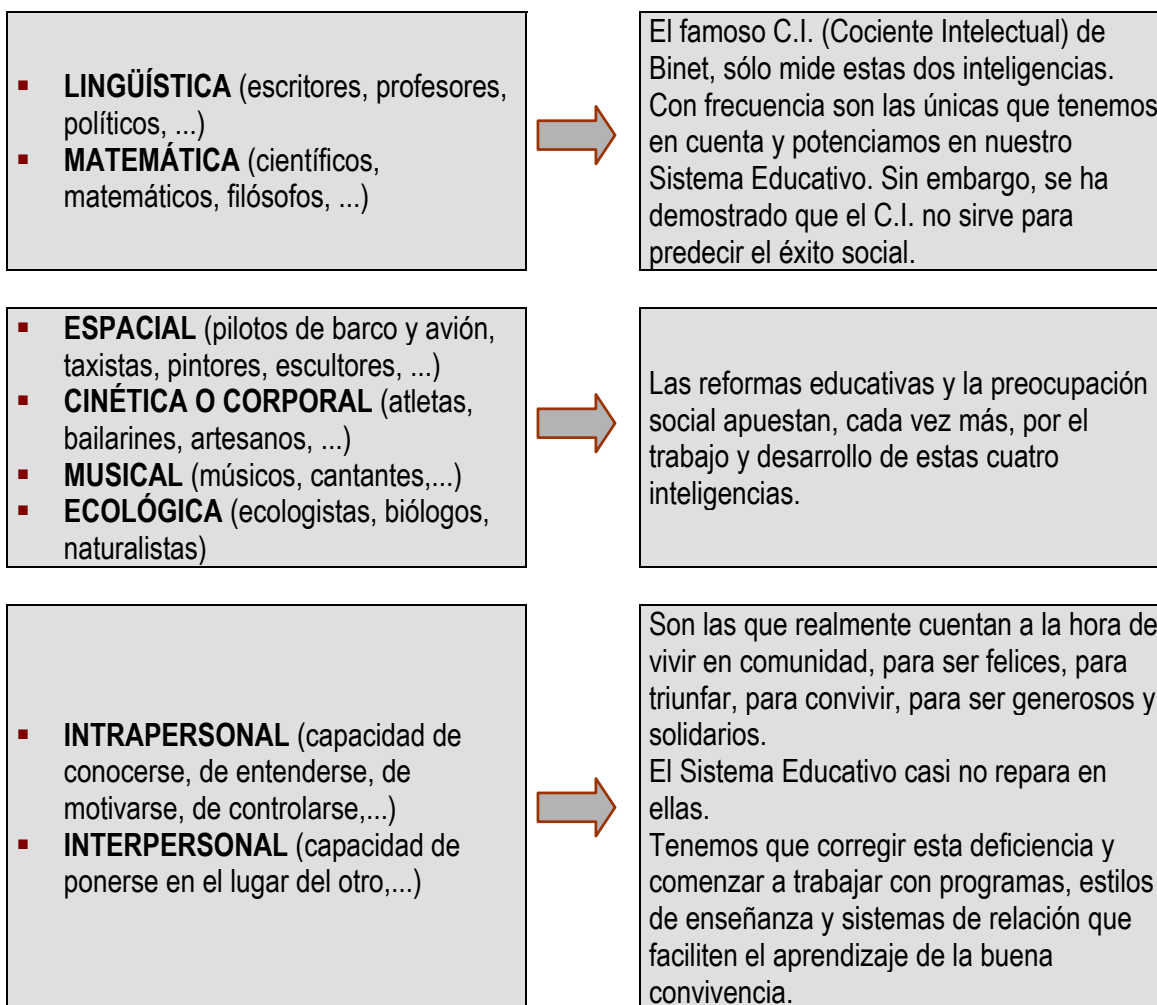 ▪ LINGÜÍSTICA (escritores, profesores,
políticos, ...)
▪ MATEMÁTICA (científicos,
matemáticos, filósofos, ...)
El famoso C.I. (Cociente Intelectual) de
Binet, sólo mide estas dos inteligencias.
Con frecuencia son las únicas que tenemos
en cuenta y potenciamos en nuestro
Sistema Educativo. Sin embargo, se ha
demostrado que el C.I. no sirve para
predecir el éxito social.
▪ ESPACIAL (pilotos de barco y avión,
taxistas, pintores, escultores, ...)
▪ CINÉTICA O CORPORAL (atletas,
bailarines, artesanos, ...)
▪ MUSICAL (músicos, cantantes,...)
▪ ECOLÓGICA (ecologistas, biólogos,
naturalistas)
Las reformas educativas y la preocupación
social apuestan, cada vez más, por el
trabajo y desarrollo de estas cuatro
inteligencias.
▪ INTRAPERSONAL (capacidad de
conocerse, de entenderse, de
motivarse, de controlarse,...)
▪ INTERPERSONAL (capacidad de
ponerse en el lugar del otro,...)
Son las que realmente cuentan a la hora de
vivir en comunidad, para ser felices, para
triunfar, para convivir, para ser generosos y
solidarios.
El Sistema Educativo casi no repara en
ellas.
Tenemos que corregir esta deficiencia y
comenzar a trabajar con programas, estilos
de enseñanza y sistemas de relación que
faciliten el aprendizaje de la buena
convivencia.